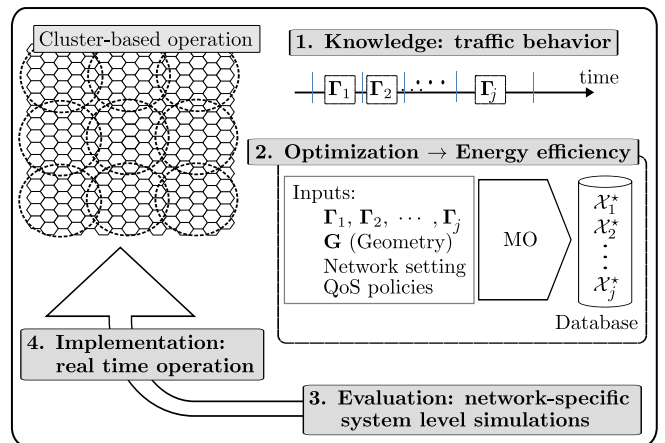 Cluster-based operation
1. Knowledge: traffic behavior
time
Γ₁ Γ₂ ... Γⱼ
2. Optimization → Energy efficiency
Inputs:
Γ₁, Γ₂, ⋯ , Γⱼ
G (Geometry)
Network setting
QoS policies
MO
𝒳₁*
𝒳₂*
⋮
𝒳ⱼ*
Database
4. Implementation:
real time operation
3. Evaluation: network-specific
system level simulations